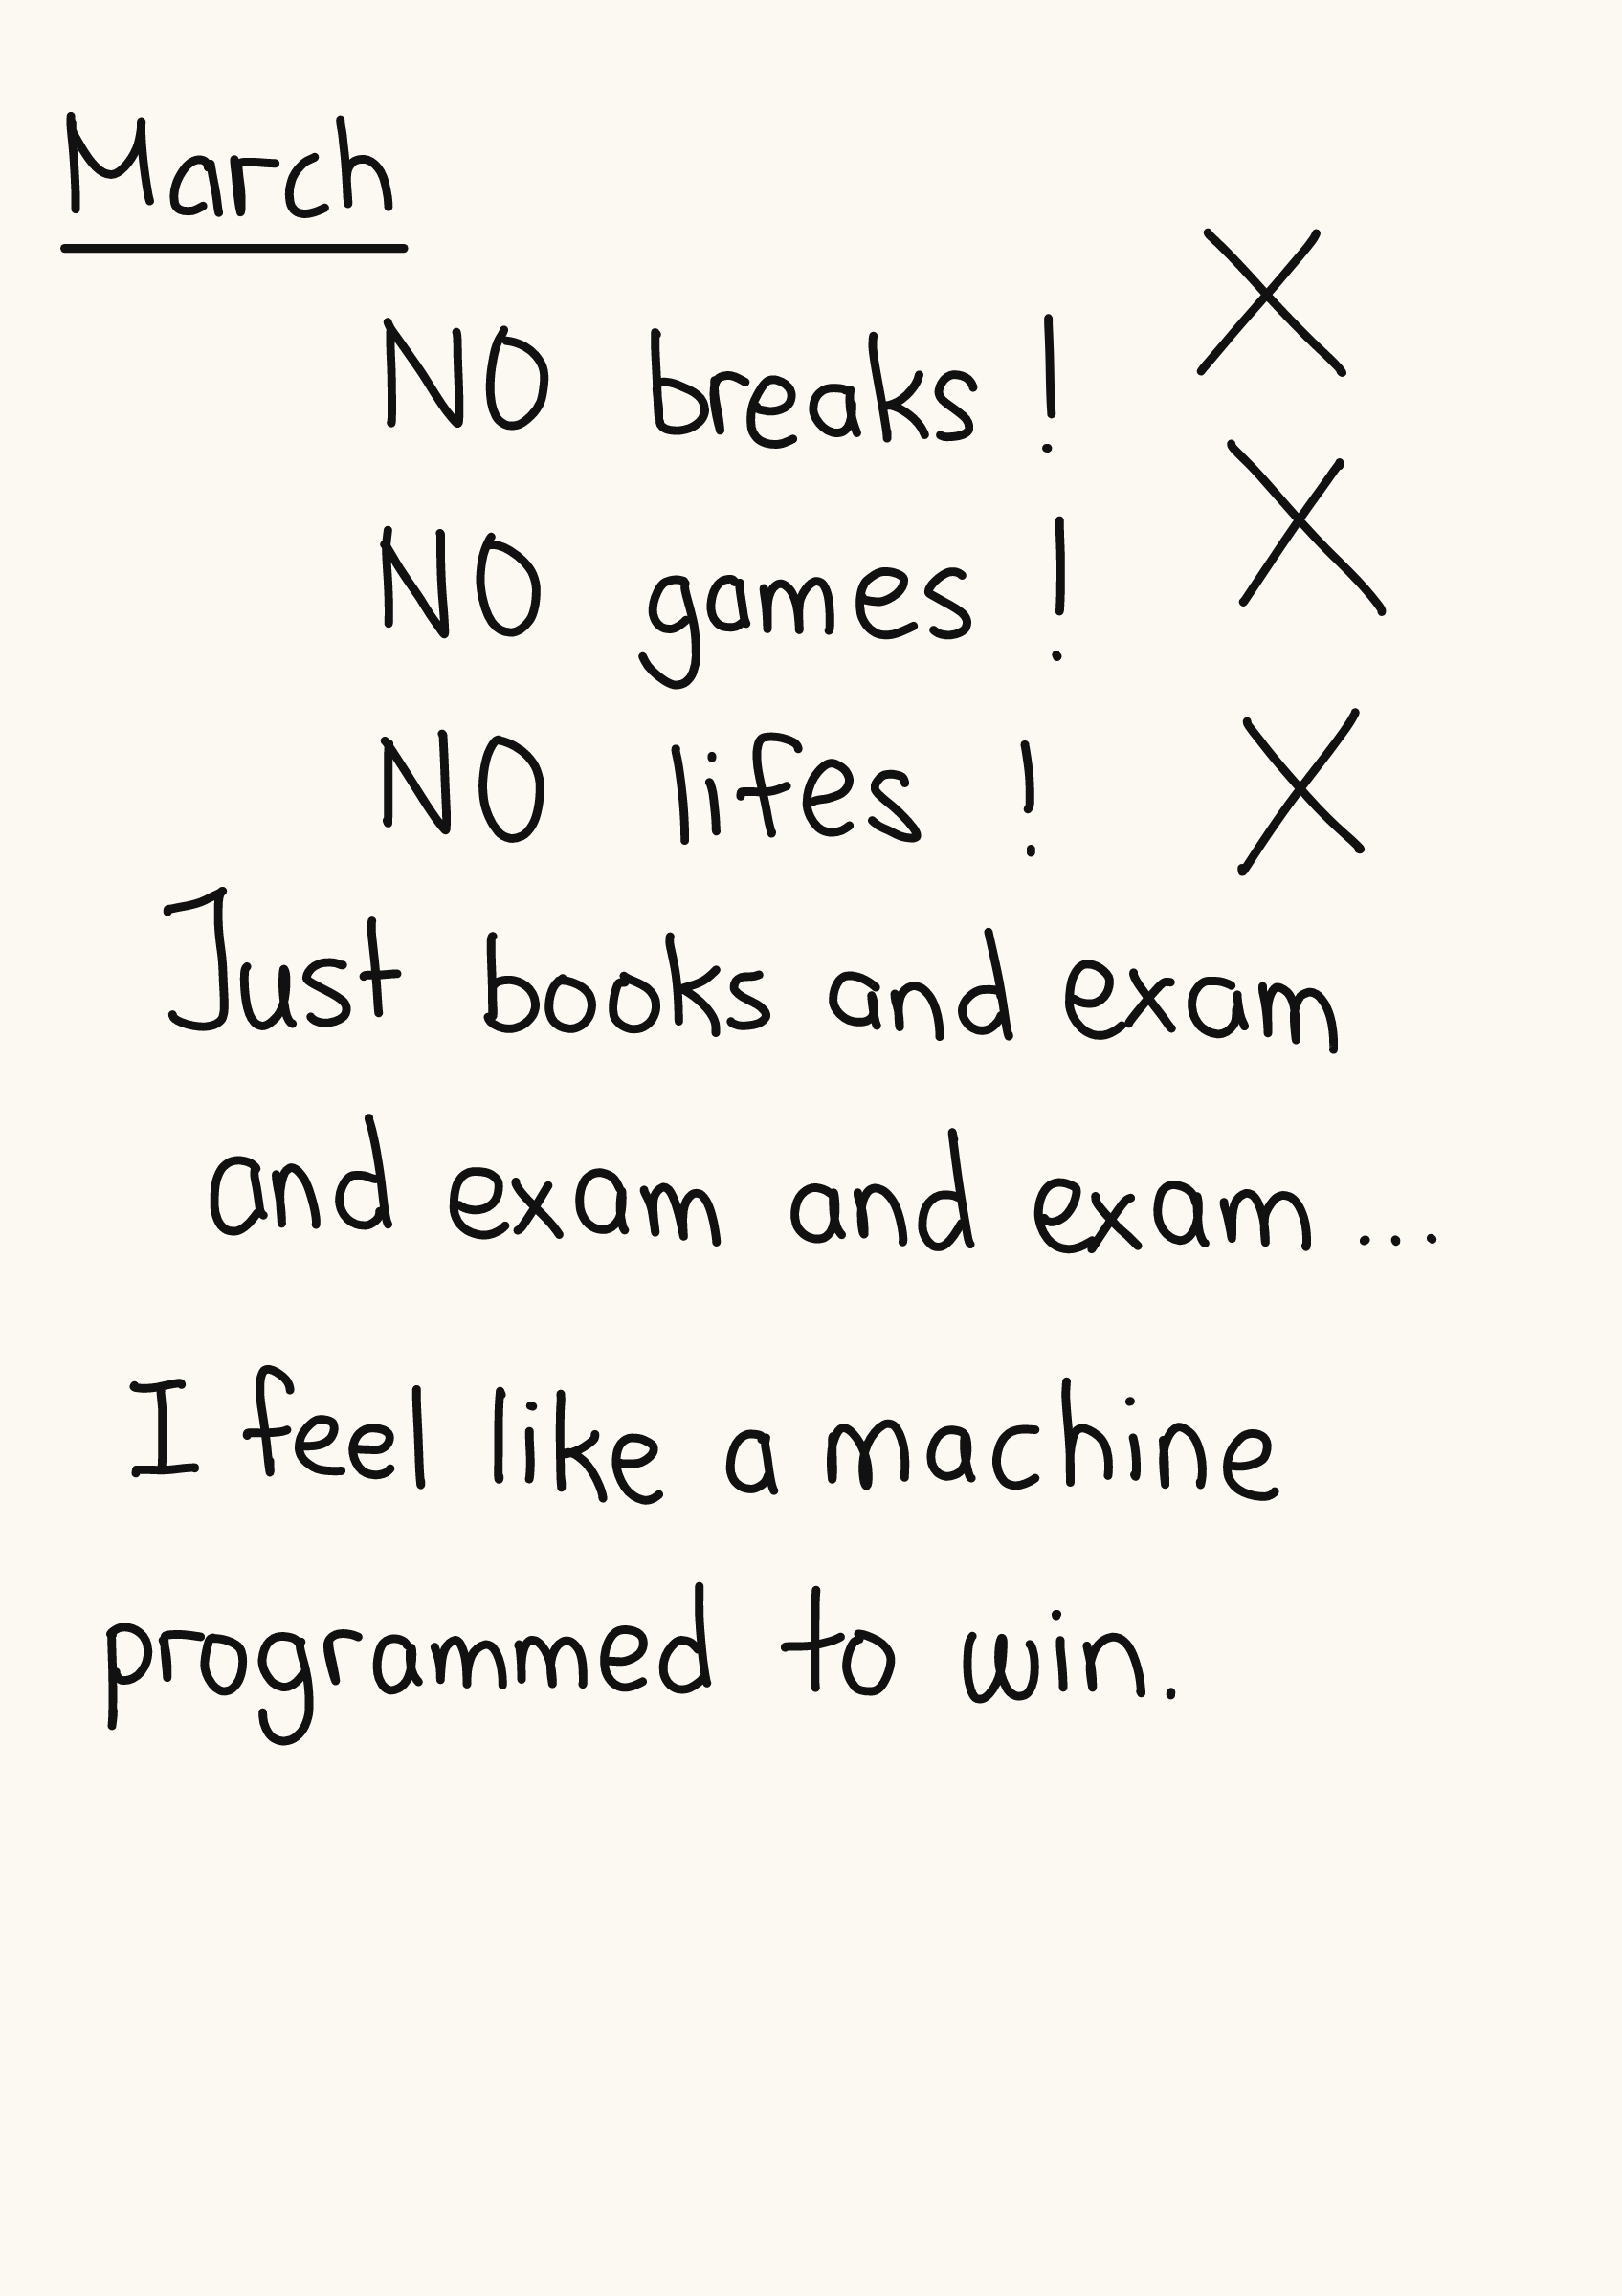 March
NO breaks!
NO games!
NO lifes!
Just books and exam
and exam and exam...
I feel like a machine
programmed to win.